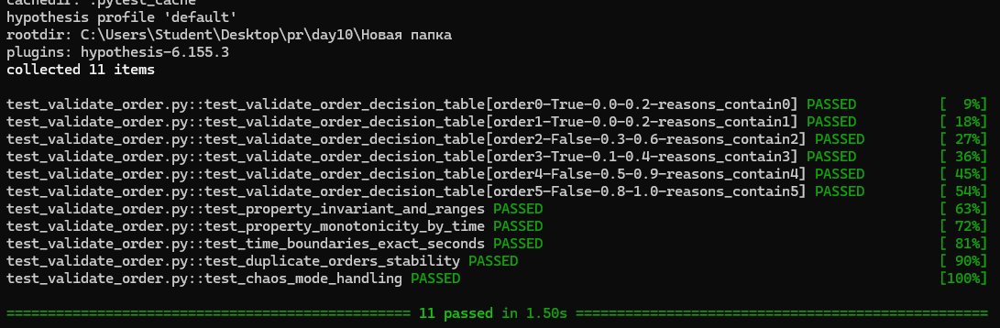 cachedir: .pytest_cache
hypothesis profile 'default'
rootdir: C:\Users\Student\Desktop\pr\day10\Новая папка
plugins: hypothesis-6.155.3
collected 11 items
test_validate_order.py::test_validate_order_decision_table[order0-True-0.0-0.2-reasons_contain0] PASSED [  9%]
test_validate_order.py::test_validate_order_decision_table[order1-True-0.0-0.2-reasons_contain1] PASSED [ 18%]
test_validate_order.py::test_validate_order_decision_table[order2-False-0.3-0.6-reasons_contain2] PASSED [ 27%]
test_validate_order.py::test_validate_order_decision_table[order3-True-0.1-0.4-reasons_contain3] PASSED [ 36%]
test_validate_order.py::test_validate_order_decision_table[order4-False-0.5-0.9-reasons_contain4] PASSED [ 45%]
test_validate_order.py::test_validate_order_decision_table[order5-False-0.8-1.0-reasons_contain5] PASSED [ 54%]
test_validate_order.py::test_property_invariant_and_ranges PASSED [ 63%]
test_validate_order.py::test_property_monotonicity_by_time PASSED [ 72%]
test_validate_order.py::test_time_boundaries_exact_seconds PASSED [ 81%]
test_validate_order.py::test_duplicate_orders_stability PASSED [ 90%]
test_validate_order.py::test_chaos_mode_handling PASSED [100%]
================================================ 11 passed in 1.50s ================================================